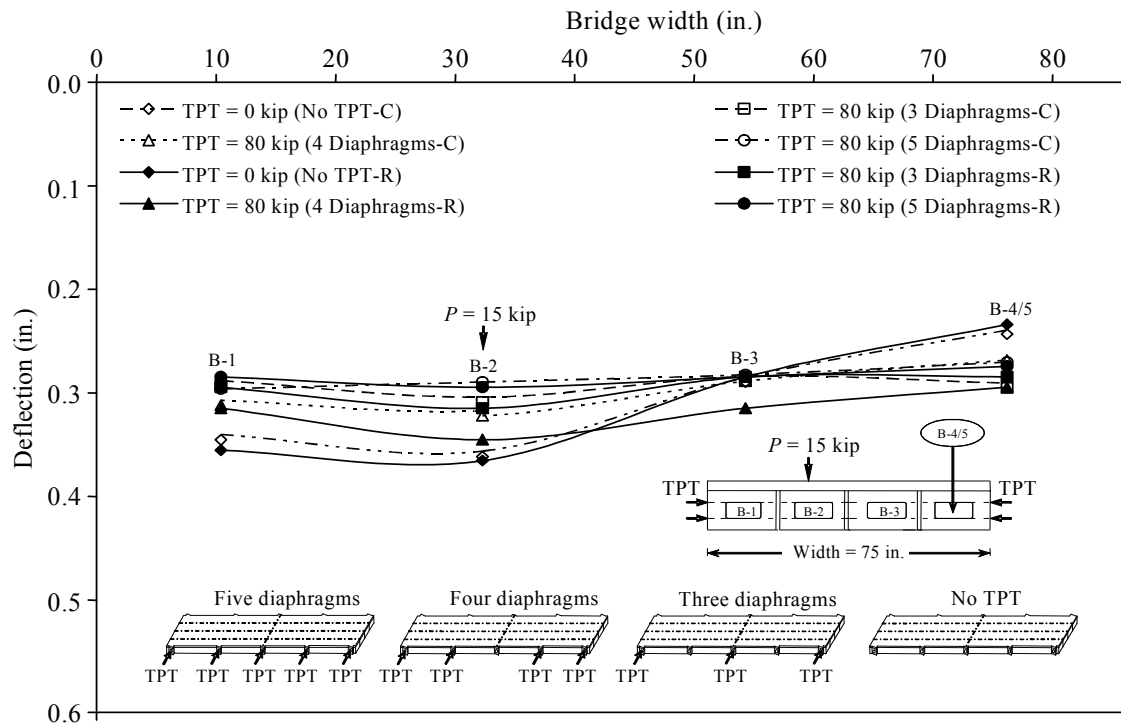 Bridge width (in.)
0 10 20 30 40 50 60 70 80
Deflection (in.)
0.0
0.1
0.2
0.3
0.4
0.5
0.6
TPT = 0 kip (No TPT-C)
TPT = 80 kip (4 Diaphragms-C)
TPT = 0 kip (No TPT-R)
TPT = 80 kip (4 Diaphragms-R)
TPT = 80 kip (3 Diaphragms-C)
TPT = 80 kip (5 Diaphragms-C)
TPT = 80 kip (3 Diaphragms-R)
TPT = 80 kip (5 Diaphragms-R)
P = 15 kip
B-1
B-2
B-3
B-4/5
P = 15 kip
B-4/5
TPT TPT
B-1 B-2 B-3
Width = 75 in.
Five diaphragms
TPT TPT TPT TPT TPT
Four diaphragms
TPT TPT TPT TPT
Three diaphragms
TPT TPT TPT
No TPT